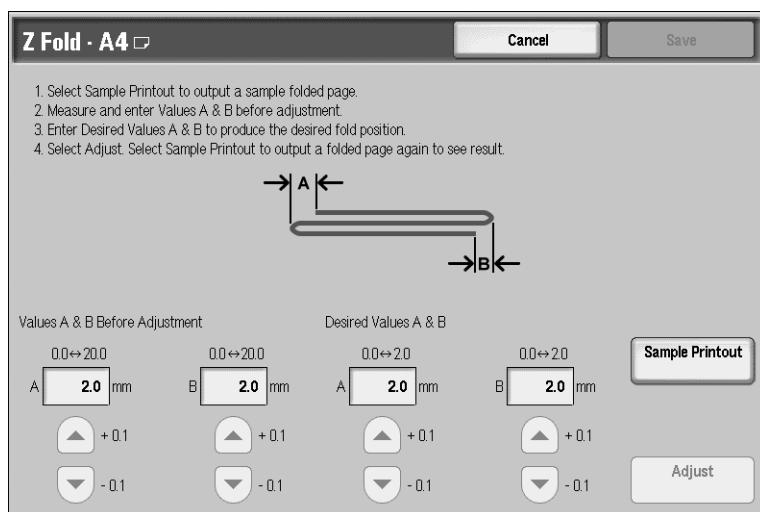 Z Fold - A4
Cancel
Save
1. Select Sample Printout to output a sample folded page.
2. Measure and enter Values A & B before adjustment.
3. Enter Desired Values A & B to produce the desired fold position.
4. Select Adjust. Select Sample Printout to output a folded page again to see result.
A
B
Values A & B Before Adjustment
Desired Values A & B
0.0↔20.0
0.0↔20.0
0.0↔2.0
0.0↔2.0
Sample Printout
A 2.0 mm
B 2.0 mm
A 2.0 mm
B 2.0 mm
+ 0.1
+ 0.1
+ 0.1
+ 0.1
- 0.1
- 0.1
- 0.1
- 0.1
Adjust